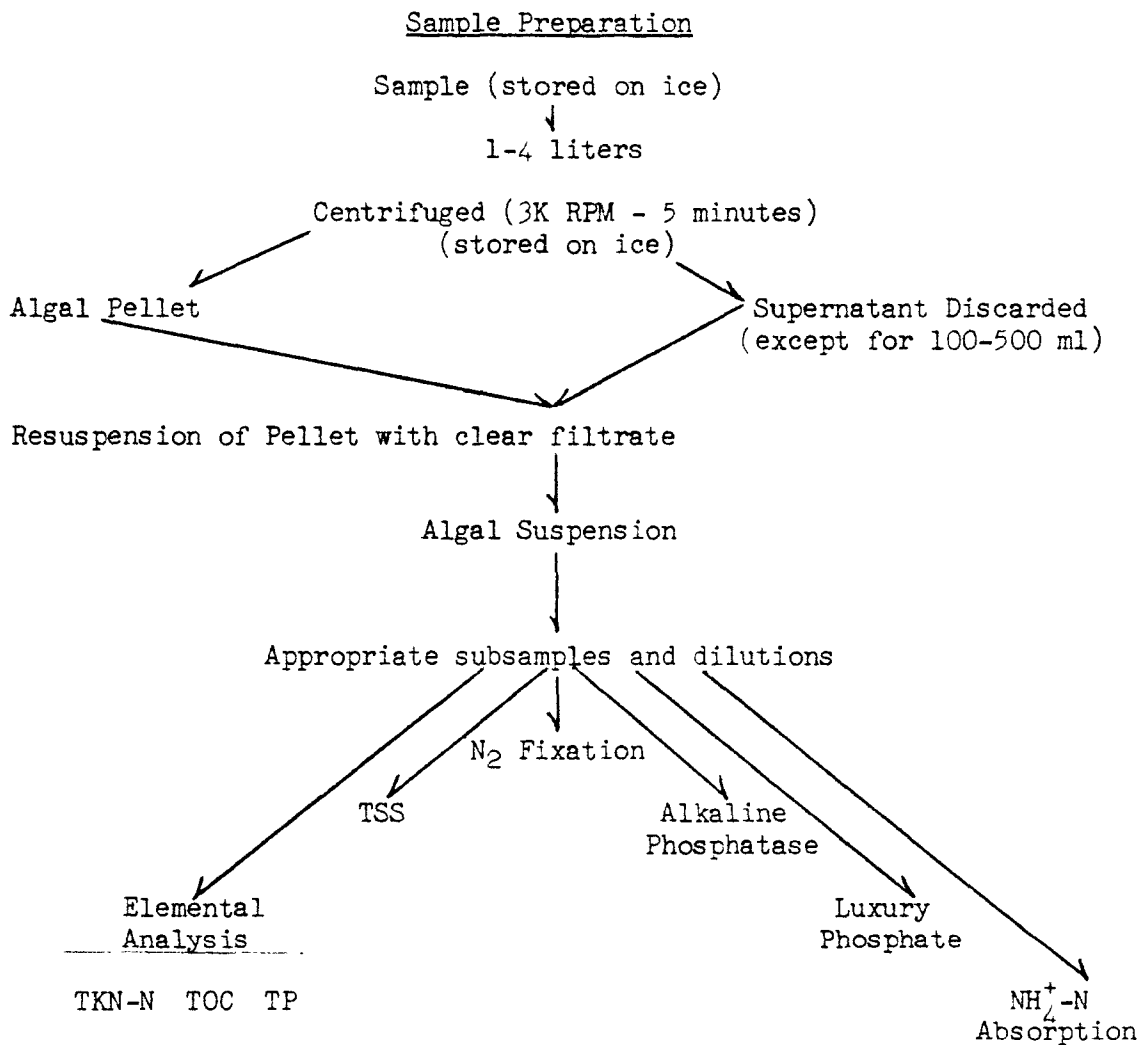 Sample Preparation
Sample (stored on ice)
1-4 liters
Centrifuged (3K RPM - 5 minutes)
(stored on ice)
Algal Pellet
Supernatant Discarded
(except for 100-500 ml)
Resuspension of Pellet with clear filtrate
Algal Suspension
Appropriate subsamples and dilutions
N₂ Fixation
TSS
Alkaline
Phosphatase
Elemental
Analysis
Luxury
Phosphate
TKN-N TOC TP
NH₄⁺-N
Absorption